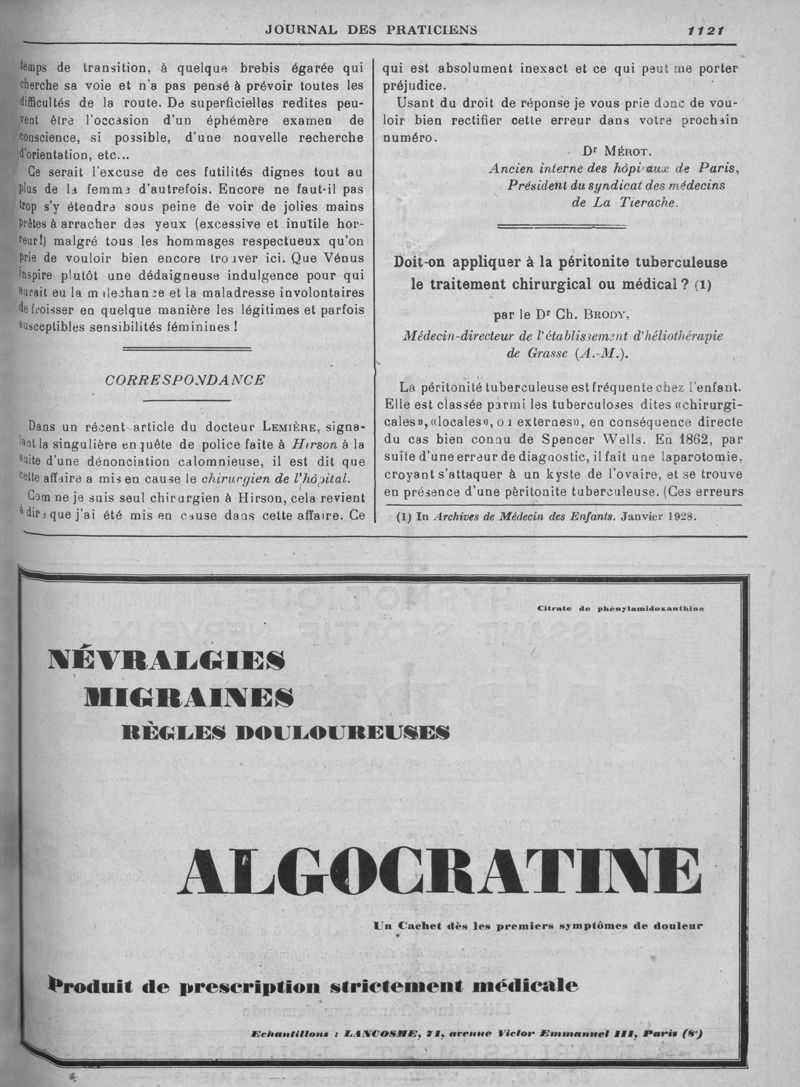 JOURNAL DES PRATICIENS
1121
temps de transition, à quelque brebis égarée qui
cherche sa voie et n'a pas pensé à prévoir toutes les
difficultés de la route. De superficielles redites peu-
vent être l'occasion d'un éphémère examen de
conscience, si possible, d'une nouvelle recherche
d'orientation, etc...
Ce serait l'excuse de ces futilités dignes tout au
plus de la femme d'autrefois. Encore ne faut-il pas
trop s'y étendre sous peine de voir de jolies mains
prêtes à arracher des yeux (excessive et inutile hor-
reur!) malgré tous les hommages respectueux qu'on
prie de vouloir bien encore trouver ici. Que Vénus
inspire plutôt une dédaigneuse indulgence pour qui
aurait eu la malechance et la maladresse involontaires
de froisser en quelque manière les légitimes et parfois
susceptibles sensibilités féminines !
CORRESPONDANCE
Dans un récent article du docteur LEMIÈRE, signa-
lant la singulière enquête de police faite à Hirson à la
suite d'une dénonciation calomnieuse, il est dit que
cette affaire a mis en cause le chirurgien de l'hôpital.
Comme je suis seul chirurgien à Hirson, cela revient
à dire que j'ai été mis en cause dans cette affaire. Ce
qui est absolument inexact et ce qui peut me porter
préjudice.
Usant du droit de réponse je vous prie donc de vou-
loir bien rectifier cette erreur dans votre prochain
numéro.
Dr MÉROT,
Ancien interne des hôpitaux de Paris,
Président du syndicat des médecins
de La Tierache.
Doit-on appliquer à la péritonite tuberculeuse
le traitement chirurgical ou médical ? (1)
par le Dr Ch. BRODY,
Médecin-directeur de l'établissement d'héliothérapie
de Grasse (A.-M.).
La péritonité tuberculeuse est fréquente chez l'enfant.
Elle est classée parmi les tuberculoses dites «chirurgi-
cales», «locales», ou externes», en conséquence directe
du cas bien connu de Spencer Wells. En 1862, par
suite d'une erreur de diagnostic, il fait une laparotomie,
croyant s'attaquer à un kyste de l'ovaire, et se trouve
en présence d'une péritonite tuberculeuse. (Ces erreurs
(1) In Archives de Médecin des Enfants. Janvier 1928.
Citrate de phénylamidoxanthine
NÉVRALGIES
MIGRAINES
RÈGLES DOULOUREUSES
ALGOCRATINE
Un Cachet dès les premiers symptômes de douleur
Produit de prescription strictement médicale
Echantillons : LANCOSME, 71, avenue Victor Emmanuel III, Paris (8e)